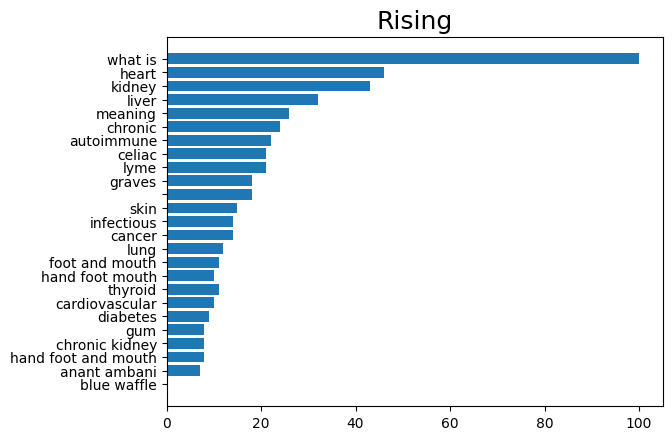 Rising
what is
heart
kidney
liver
meaning
chronic
autoimmune
celiac
lyme
graves
skin
infectious
cancer
lung
foot and mouth
hand foot mouth
thyroid
cardiovascular
diabetes
gum
chronic kidney
hand foot and mouth
anant ambani
blue waffle
0 20 40 60 80 100